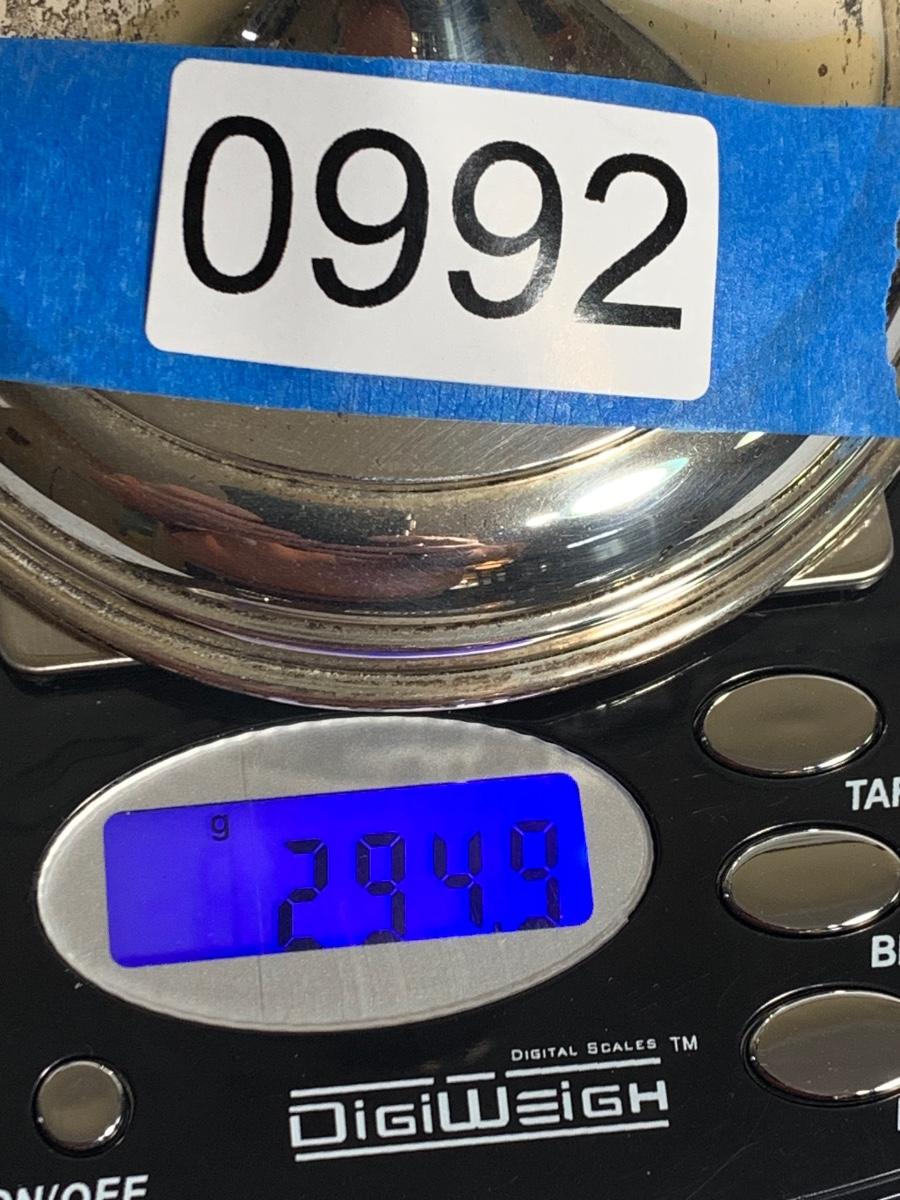 0992
g 294.9
TA
B
DIGITAL SCALES TM
DIGIWEIGH
ON/OFF